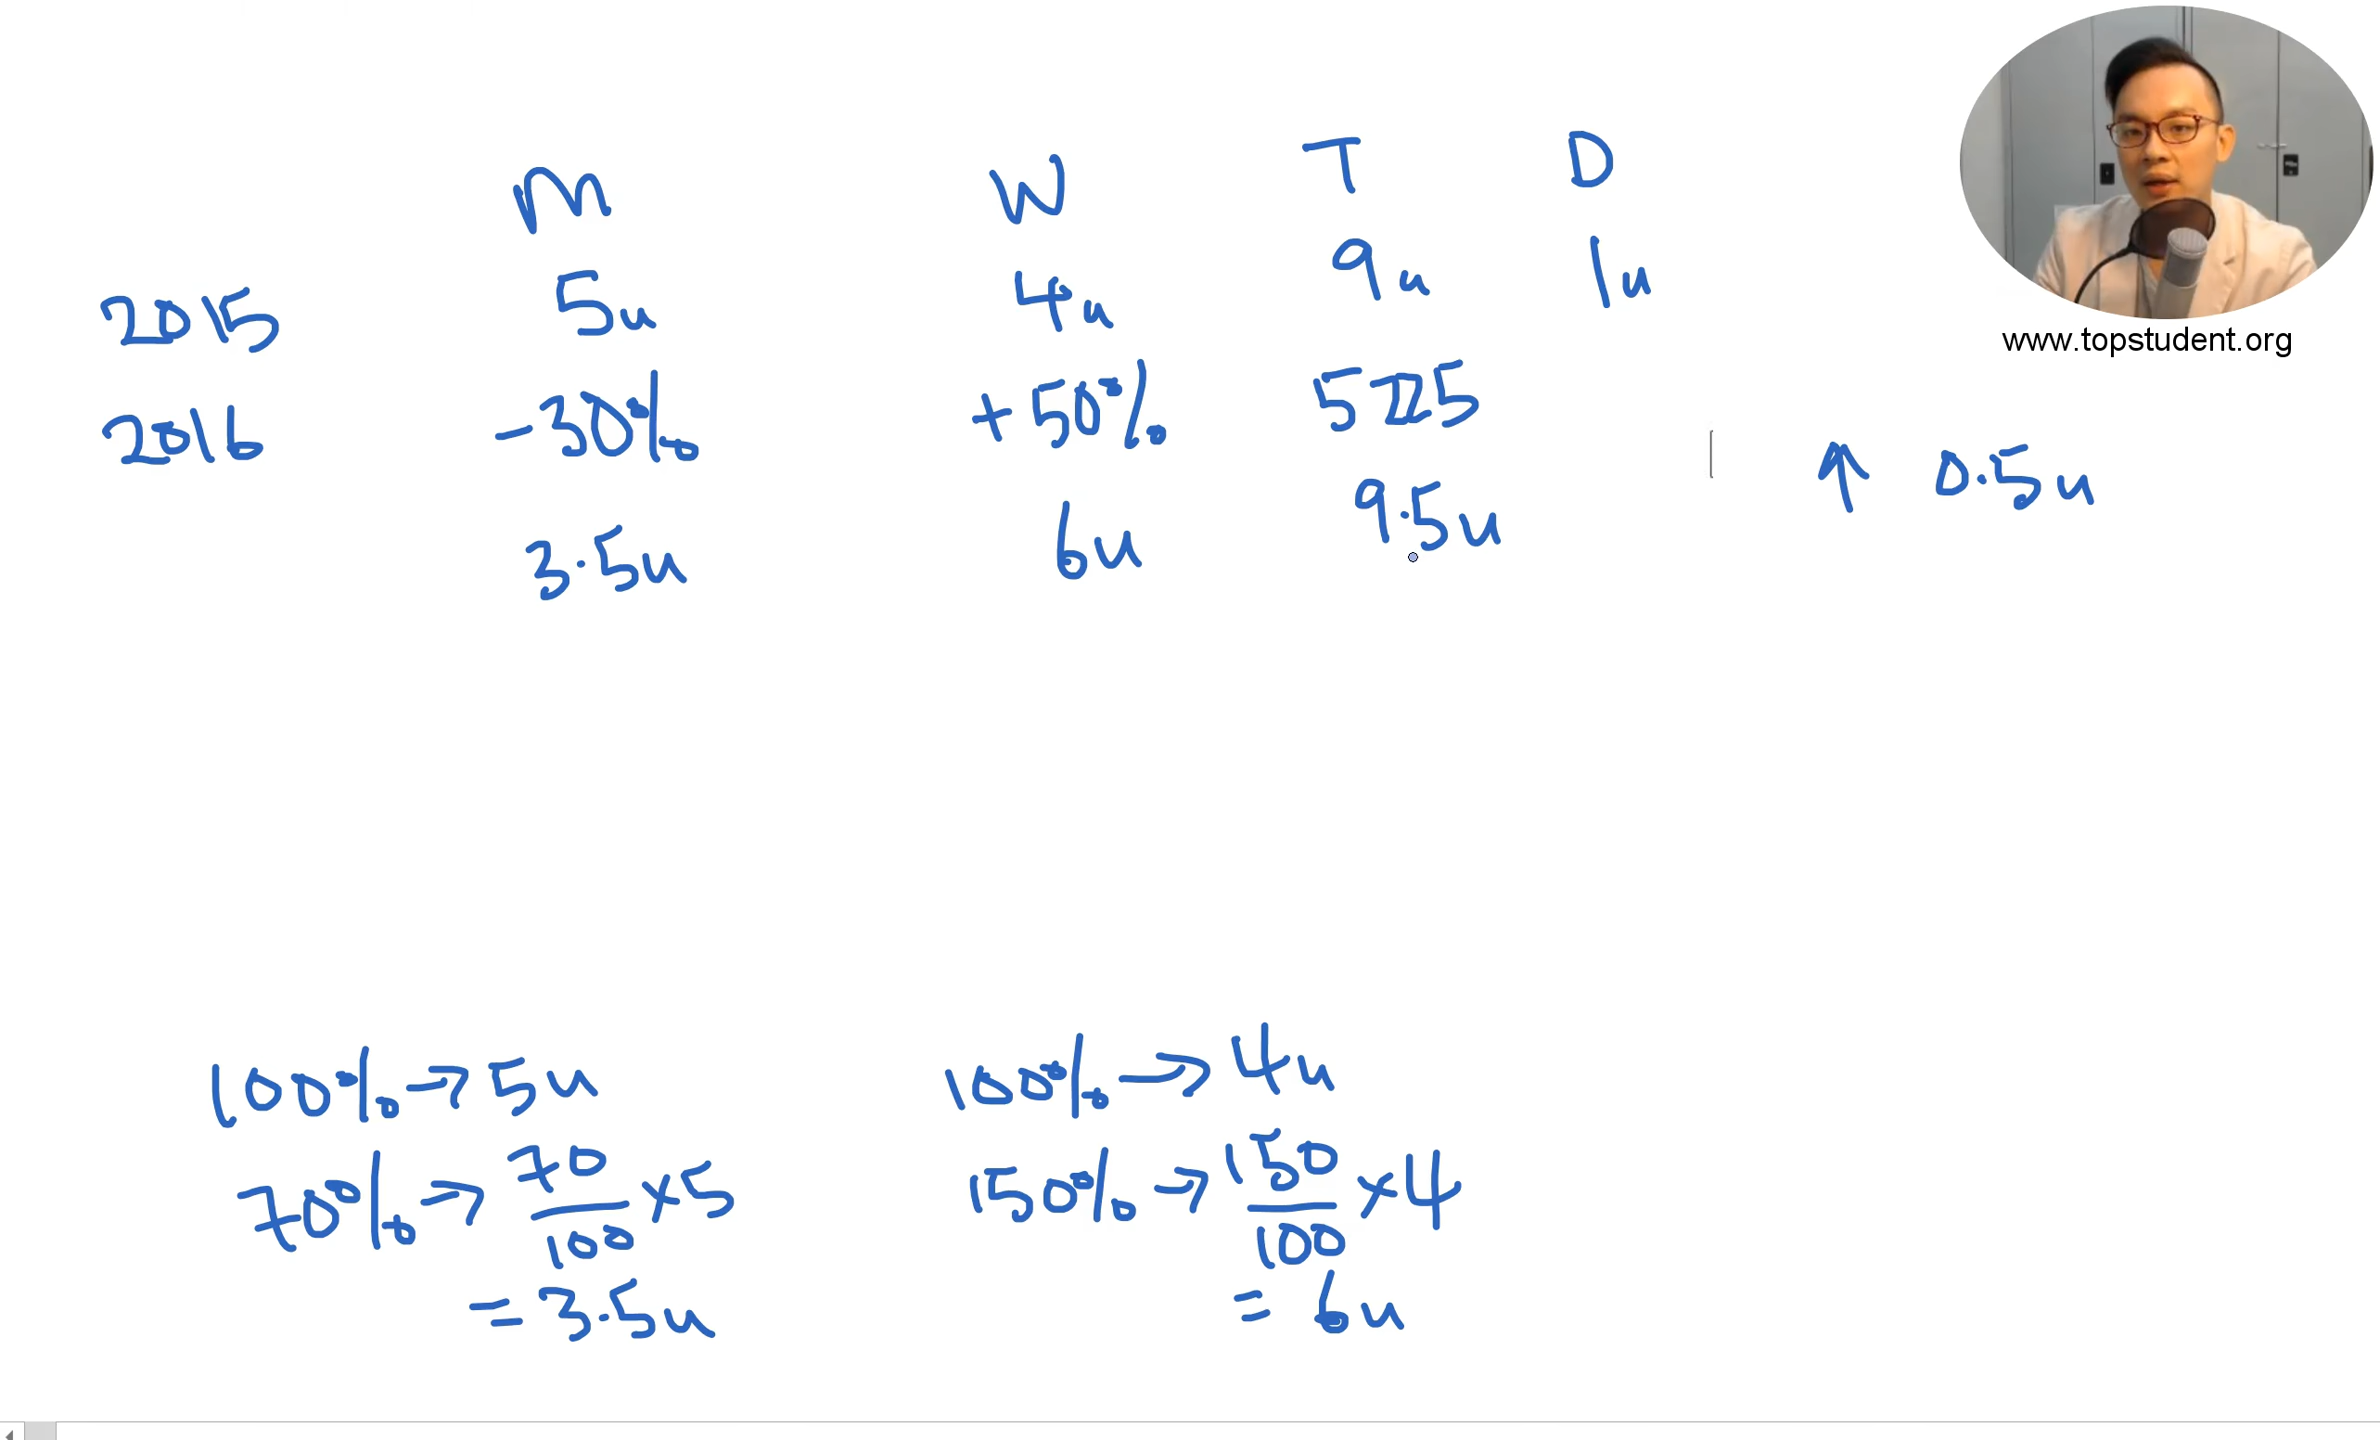 M W T D
2015 5u 4u 9u 1u
2016 -30% +50% 5225
↑ 0.5u
3.5u 6u 9.5u
www.topstudent.org
100% → 5u
70% → 70/100 × 5
= 3.5u
100% → 4u
150% → 150/100 × 4
= 6u